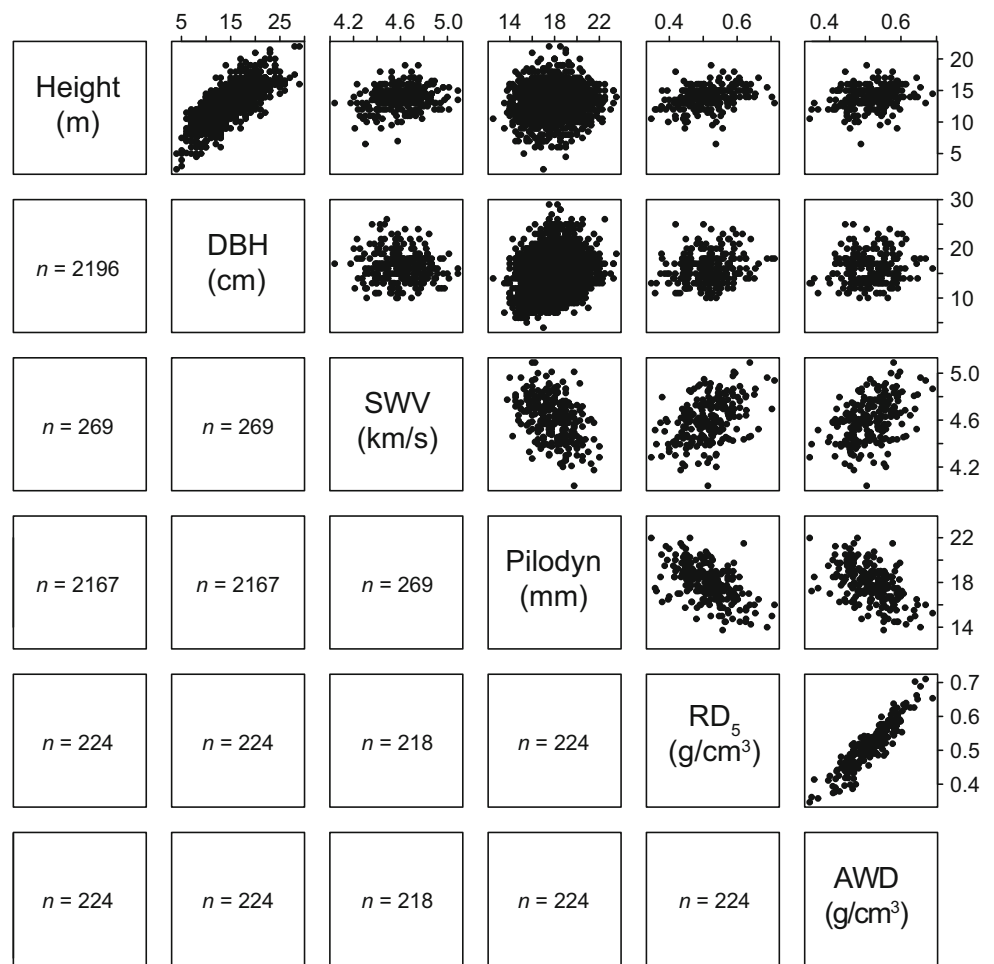 5 15 25 4.2 4.6 5.0 14 18 22 0.4 0.6 0.4 0.6
Height
(m)
20
15
10
5
n = 2196
DBH
(cm)
30
20
10
n = 269
n = 269
SWV
(km/s)
5.0
4.6
4.2
n = 2167
n = 2167
n = 269
Pilodyn
(mm)
22
18
14
n = 224
n = 224
n = 218
n = 224
RD₅
(g/cm³)
0.7
0.6
0.5
0.4
n = 224
n = 224
n = 218
n = 224
n = 224
AWD
(g/cm³)